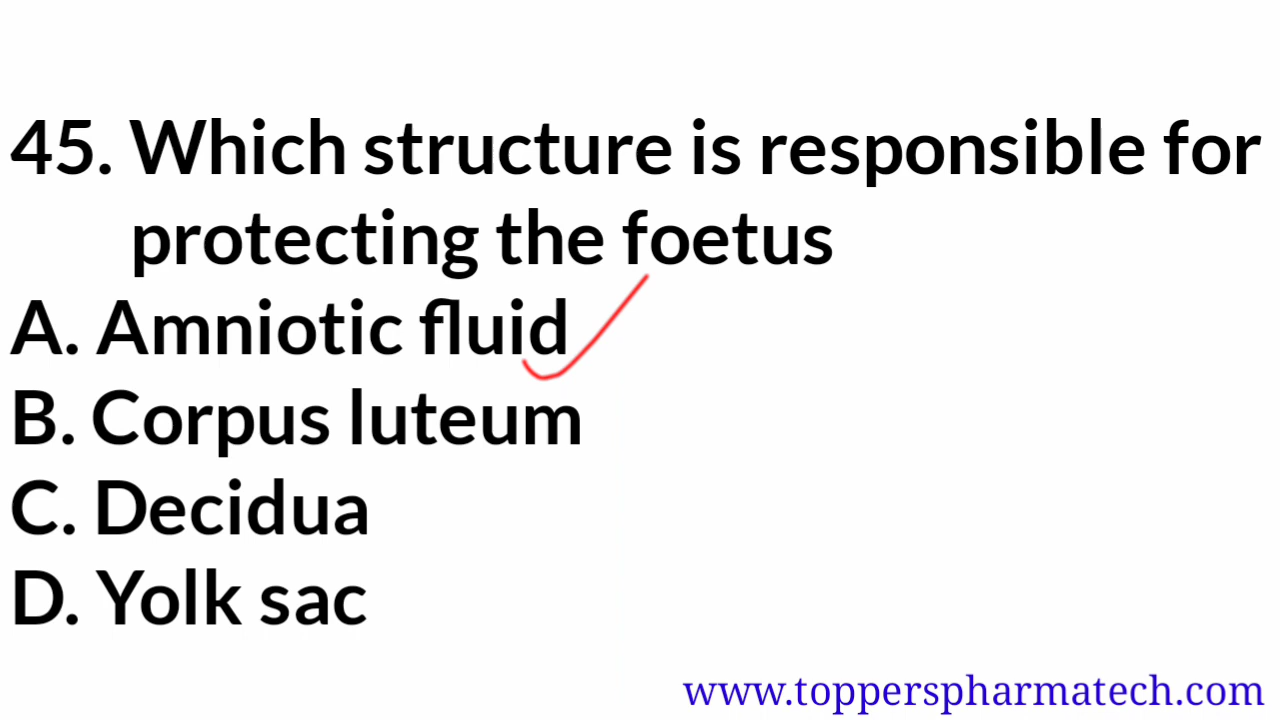 45. Which structure is responsible for
protecting the foetus
A. Amniotic fluid
B. Corpus luteum
C. Decidua
D. Yolk sac
www.topperspharmatech.com